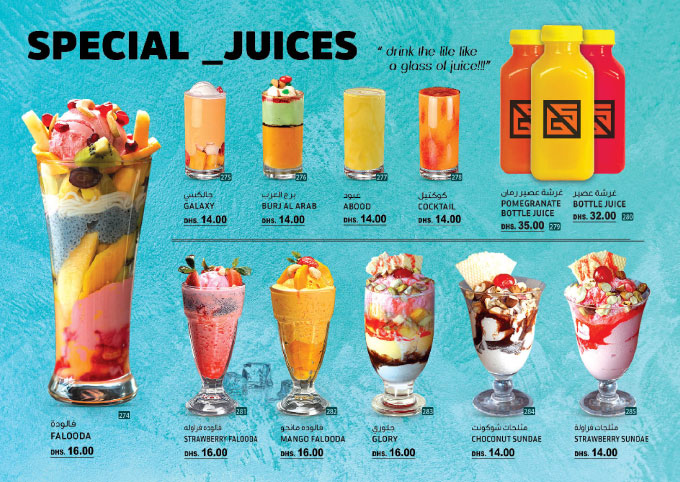 SPECIAL _JUICES
“ drink the life like
a glass of juice!!!”
275
جالكسي
GALAXY
DHS. 14.00
276
برج العرب
BURJ AL ARAB
DHS. 14.00
277
عبود
ABOOD
DHS. 14.00
278
كوكتيل
COCKTAIL
DHS. 14.00
غرشة عصير رمان
POMEGRANATE
BOTTLE JUICE
DHS. 35.00 279
غرشة عصير
BOTTLE JUICE
DHS. 32.00 280
274
فالودة
FALOODA
DHS. 16.00
281
فالوده فراوله
STRAWBERRY FALOODA
DHS. 16.00
282
فالوده مانجو
MANGO FALOODA
DHS. 16.00
283
جلوري
GLORY
DHS. 16.00
284
مثلجات شوكونت
CHOCONUT SUNDAE
DHS. 14.00
285
مثلجات فراولة
STRAWBERRY SUNDAE
DHS. 14.00